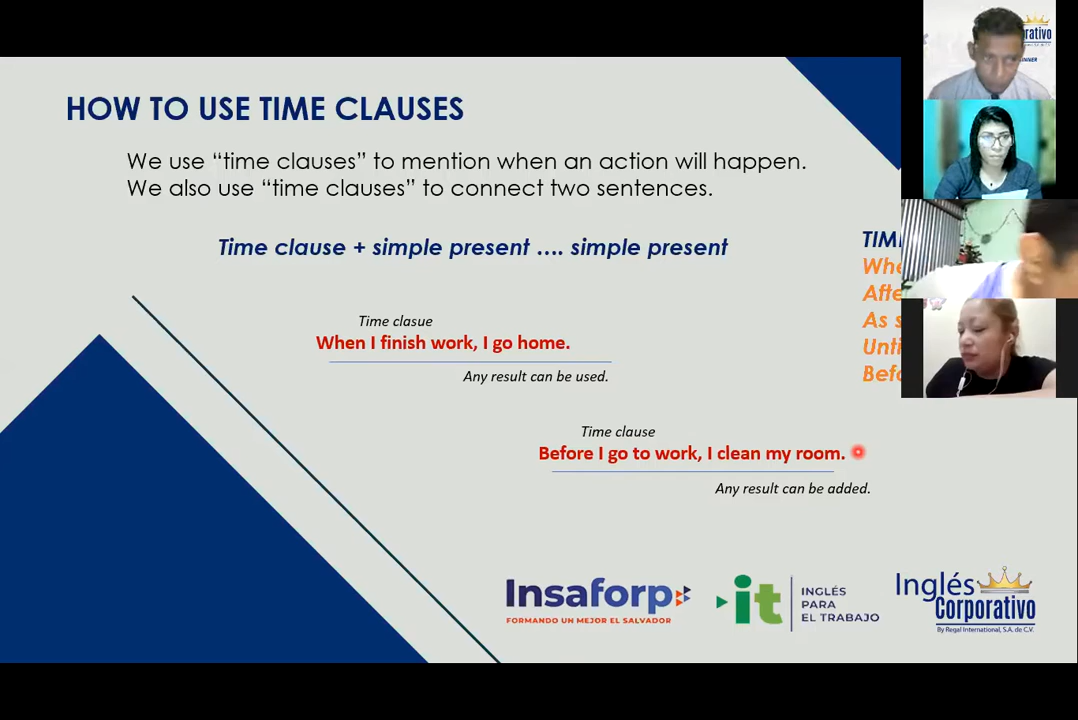 HOW TO USE TIME CLAUSES
We use “time clauses” to mention when an action will happen.
We also use “time clauses” to connect two sentences.
Time clause + simple present .... simple present
Time clasue
When I finish work, I go home.
Any result can be used.
Time clause
Before I go to work, I clean my room.
Any result can be added.
Insaforp
FORMANDO UN MEJOR EL SALVADOR
it
INGLÉS
PARA
EL TRABAJO
Inglés
Corporativo
By Regal International, S.A. de C.V.